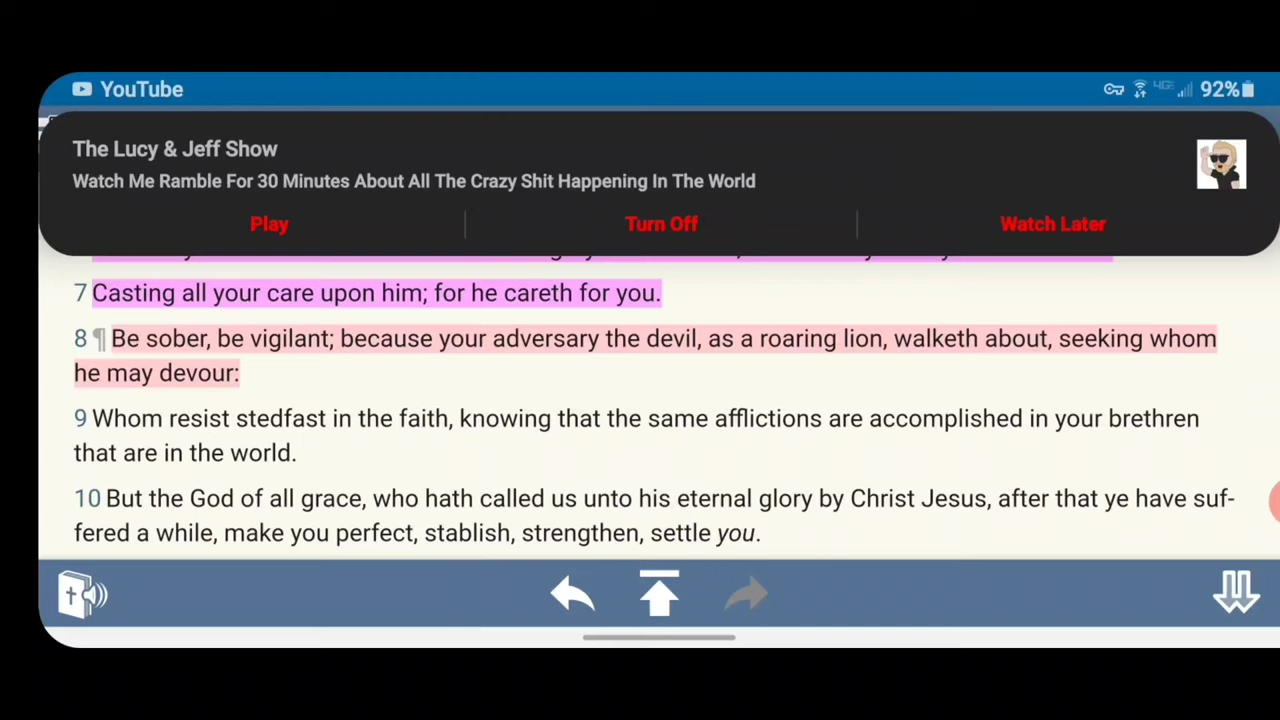 YouTube
4GE 92%
The Lucy & Jeff Show
Watch Me Ramble For 30 Minutes About All The Crazy Shit Happening In The World
Play Turn Off Watch Later
7 Casting all your care upon him; for he careth for you.
8 ¶ Be sober, be vigilant; because your adversary the devil, as a roaring lion, walketh about, seeking whom
he may devour:
9 Whom resist stedfast in the faith, knowing that the same afflictions are accomplished in your brethren
that are in the world.
10 But the God of all grace, who hath called us unto his eternal glory by Christ Jesus, after that ye have suf-
fered a while, make you perfect, stablish, strengthen, settle you.